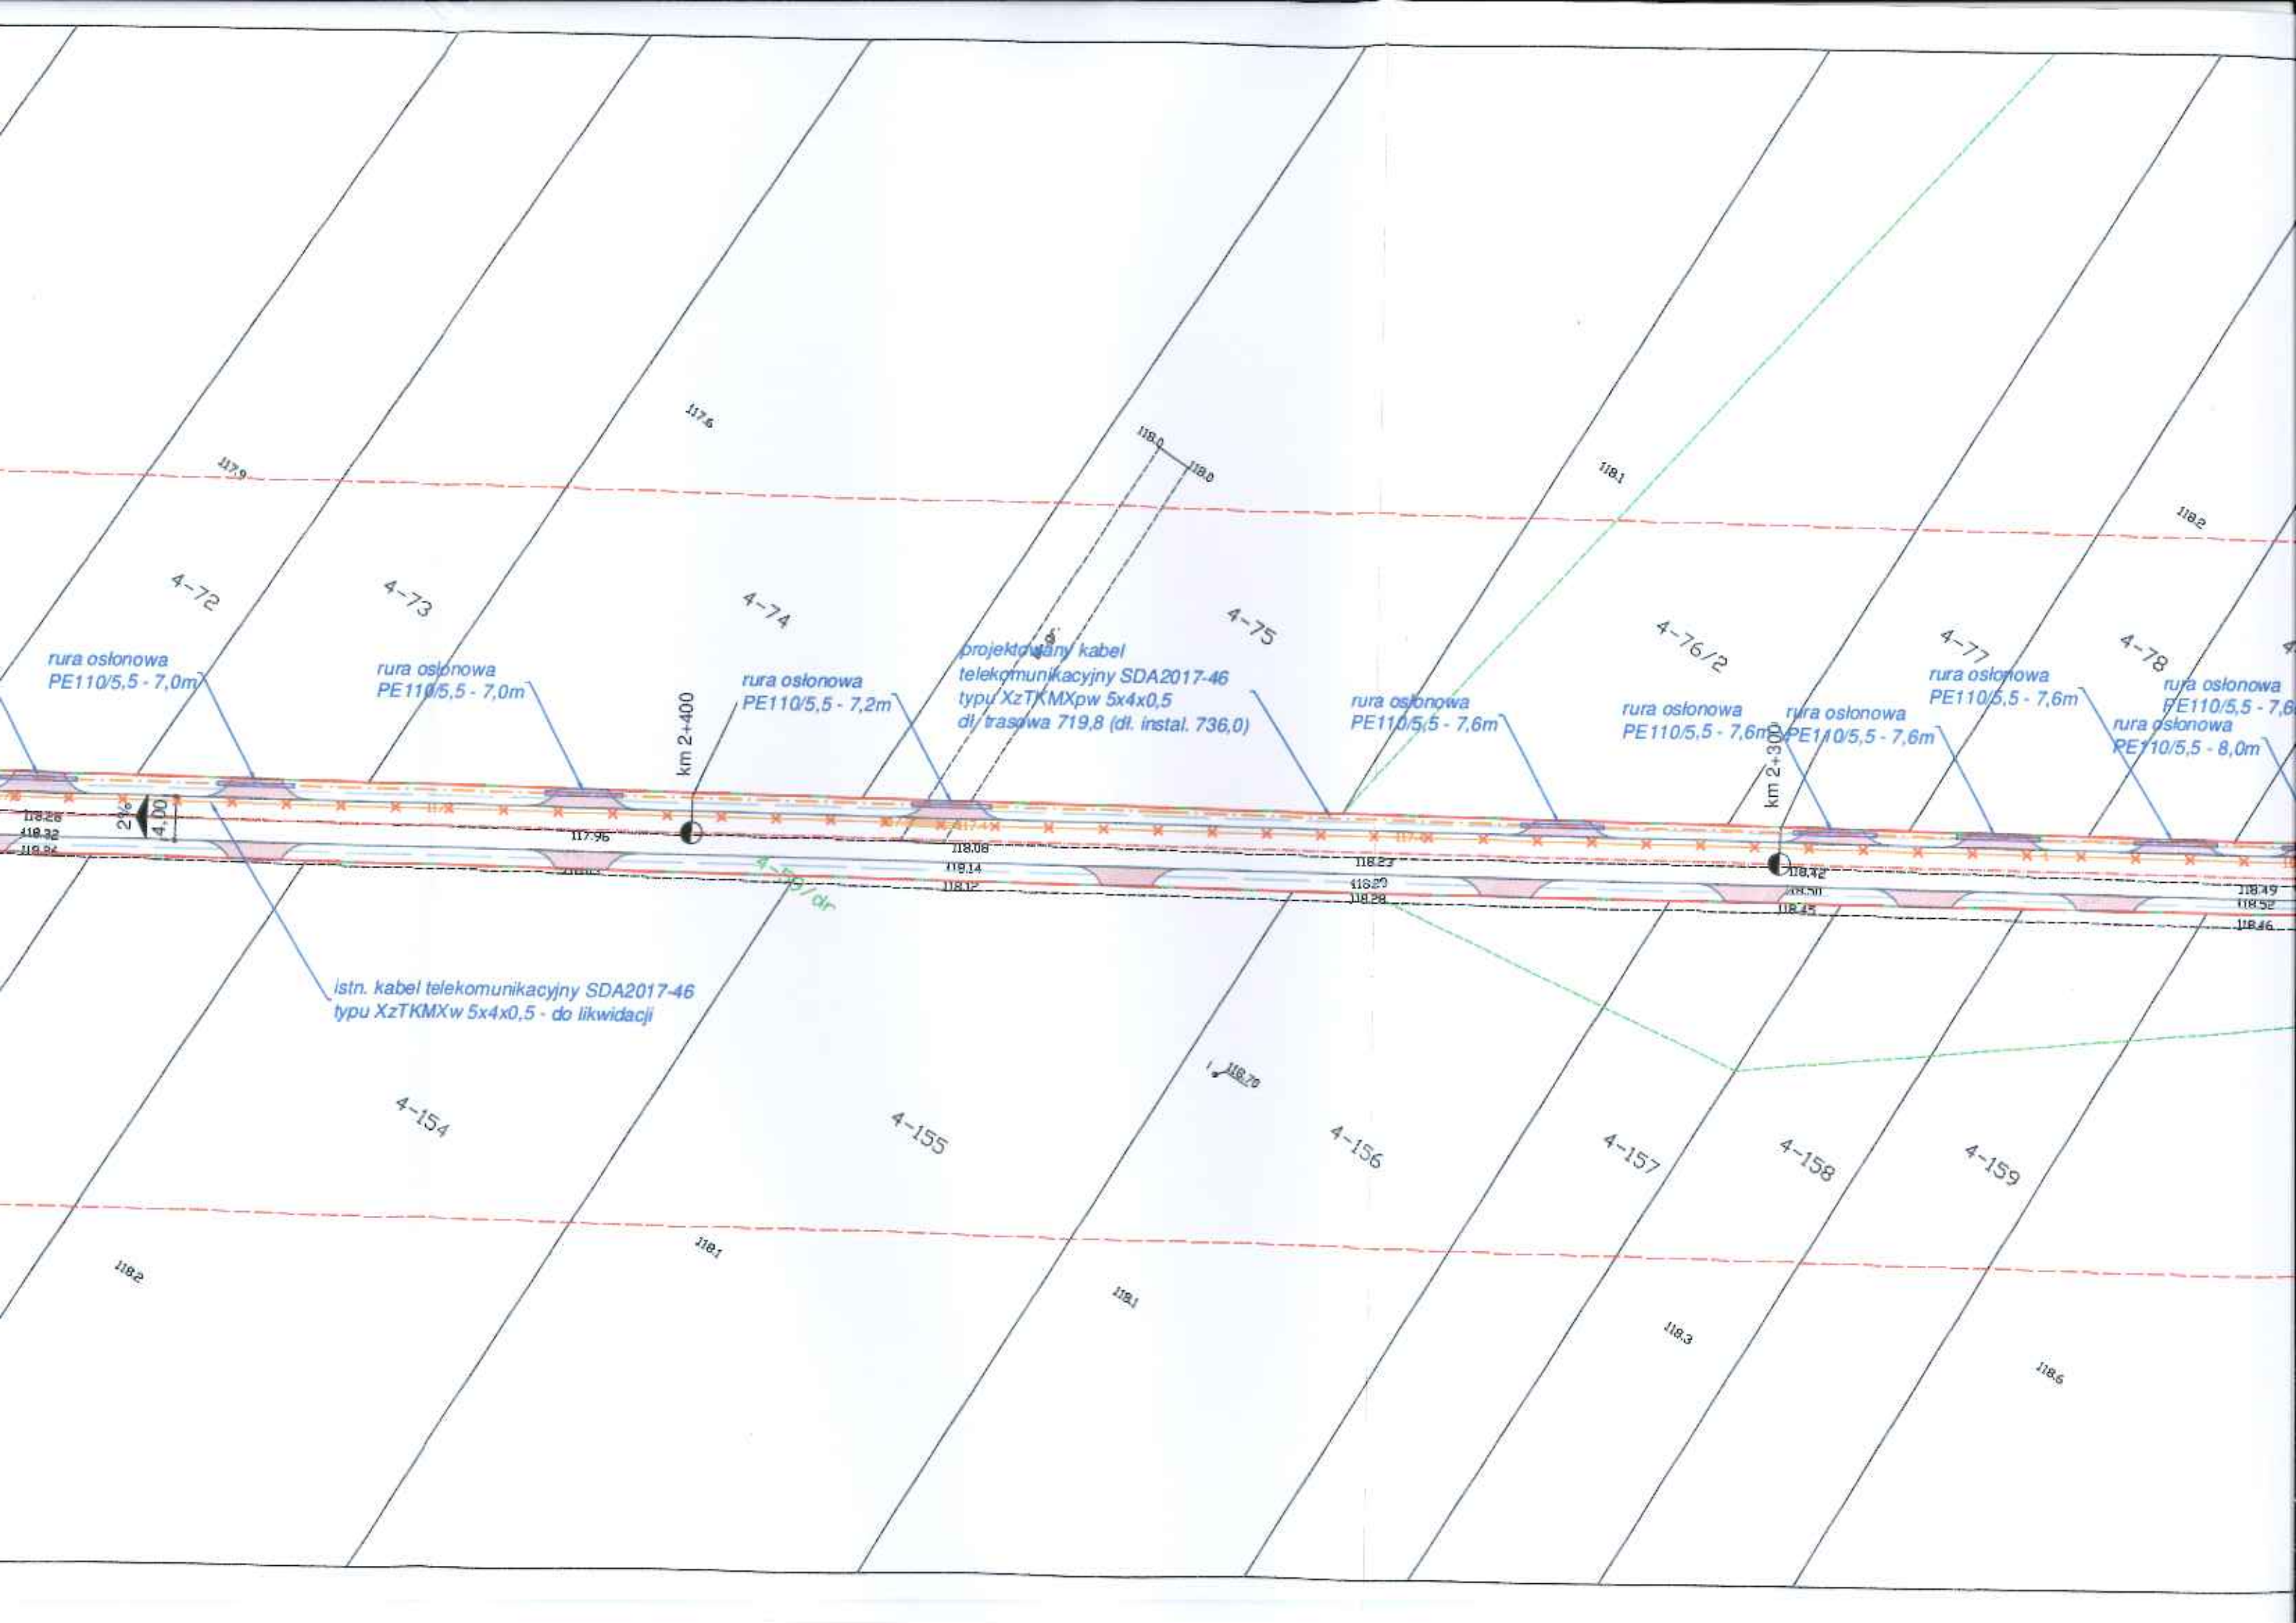 117.6
118.0
118.0
117.9
118.1
118.2
4-72
4-73
4-74
4-75
4-76/2
4-77
4-78
rura osłonowa
PE110/5,5 - 7,0m
rura osłonowa
PE110/5,5 - 7,0m
km 2+400
rura osłonowa
PE110/5,5 - 7,2m
projektowany kabel
telekomunikacyjny SDA2017-46
typu XzTKMXpw 5x4x0,5
dł. trasowa 719,8 (dł. instal. 736,0)
rura osłonowa
PE110/5,5 - 7,6m
rura osłonowa
PE110/5,5 - 7,6m
km 2+300
rura osłonowa
PE110/5,5 - 7,6m
rura osłonowa
PE110/5,5 - 7,6m
rura osłonowa
PE110/5,5 - 7,6
rura osłonowa
PE110/5,5 - 8,0m
2%
4,00
118.28
118.32
117.96
118.08
118.14
118.12
118.23
118.29
118.28
118.42
118.50
118.45
118.49
118.52
118.46
istn. kabel telekomunikacyjny SDA2017-46
typu XzTKMXw 5x4x0,5 - do likwidacji
118.70
4-154
4-155
4-156
4-157
4-158
4-159
118.2
118.1
118.1
118.3
118.6